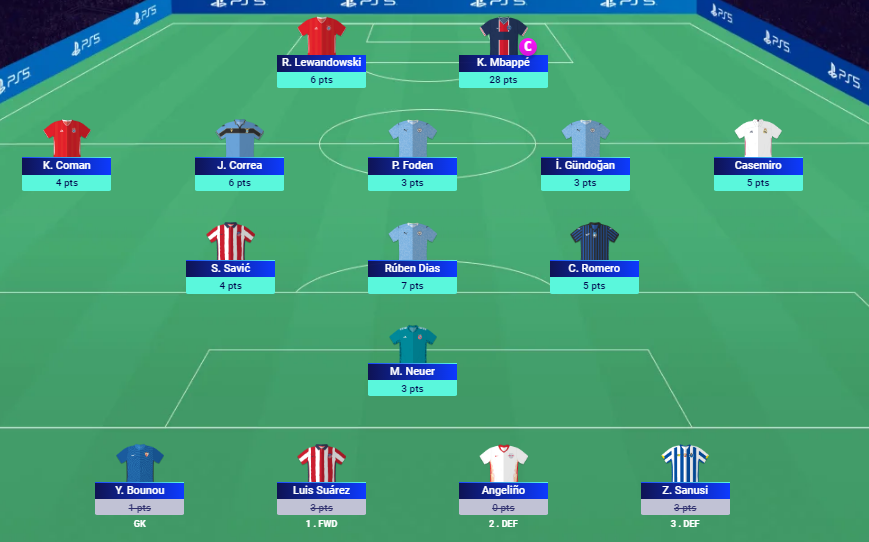 PS5
PS5
PS5
PS5
PS5
PS5
PS5
PS5
PS5
PS5
R. Lewandowski
6 pts
C
K. Mbappé
28 pts
K. Coman
4 pts
J. Correa
6 pts
P. Foden
3 pts
İ. Gündoğan
3 pts
Casemiro
5 pts
S. Savić
4 pts
Rúben Dias
7 pts
C. Romero
5 pts
M. Neuer
3 pts
Y. Bounou
1 pts
GK
Luis Suárez
3 pts
1. FWD
Angeliño
0 pts
2. DEF
Z. Sanusi
3 pts
3. DEF